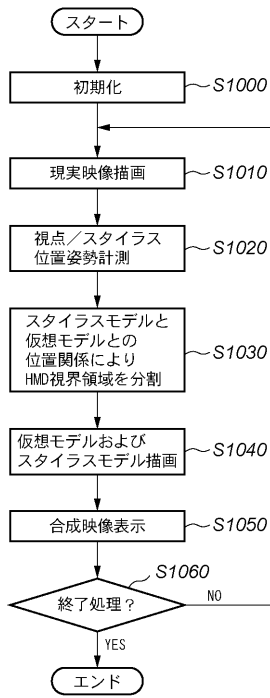 スタート
初期化
S1000
現実映像描画
S1010
視点／スタイラス
位置姿勢計測
S1020
スタイラスモデルと
仮想モデルとの
位置関係により
HMD視界領域を分割
S1030
仮想モデルおよび
スタイラスモデル描画
S1040
合成映像表示
S1050
終了処理？
S1060
NO
YES
エンド